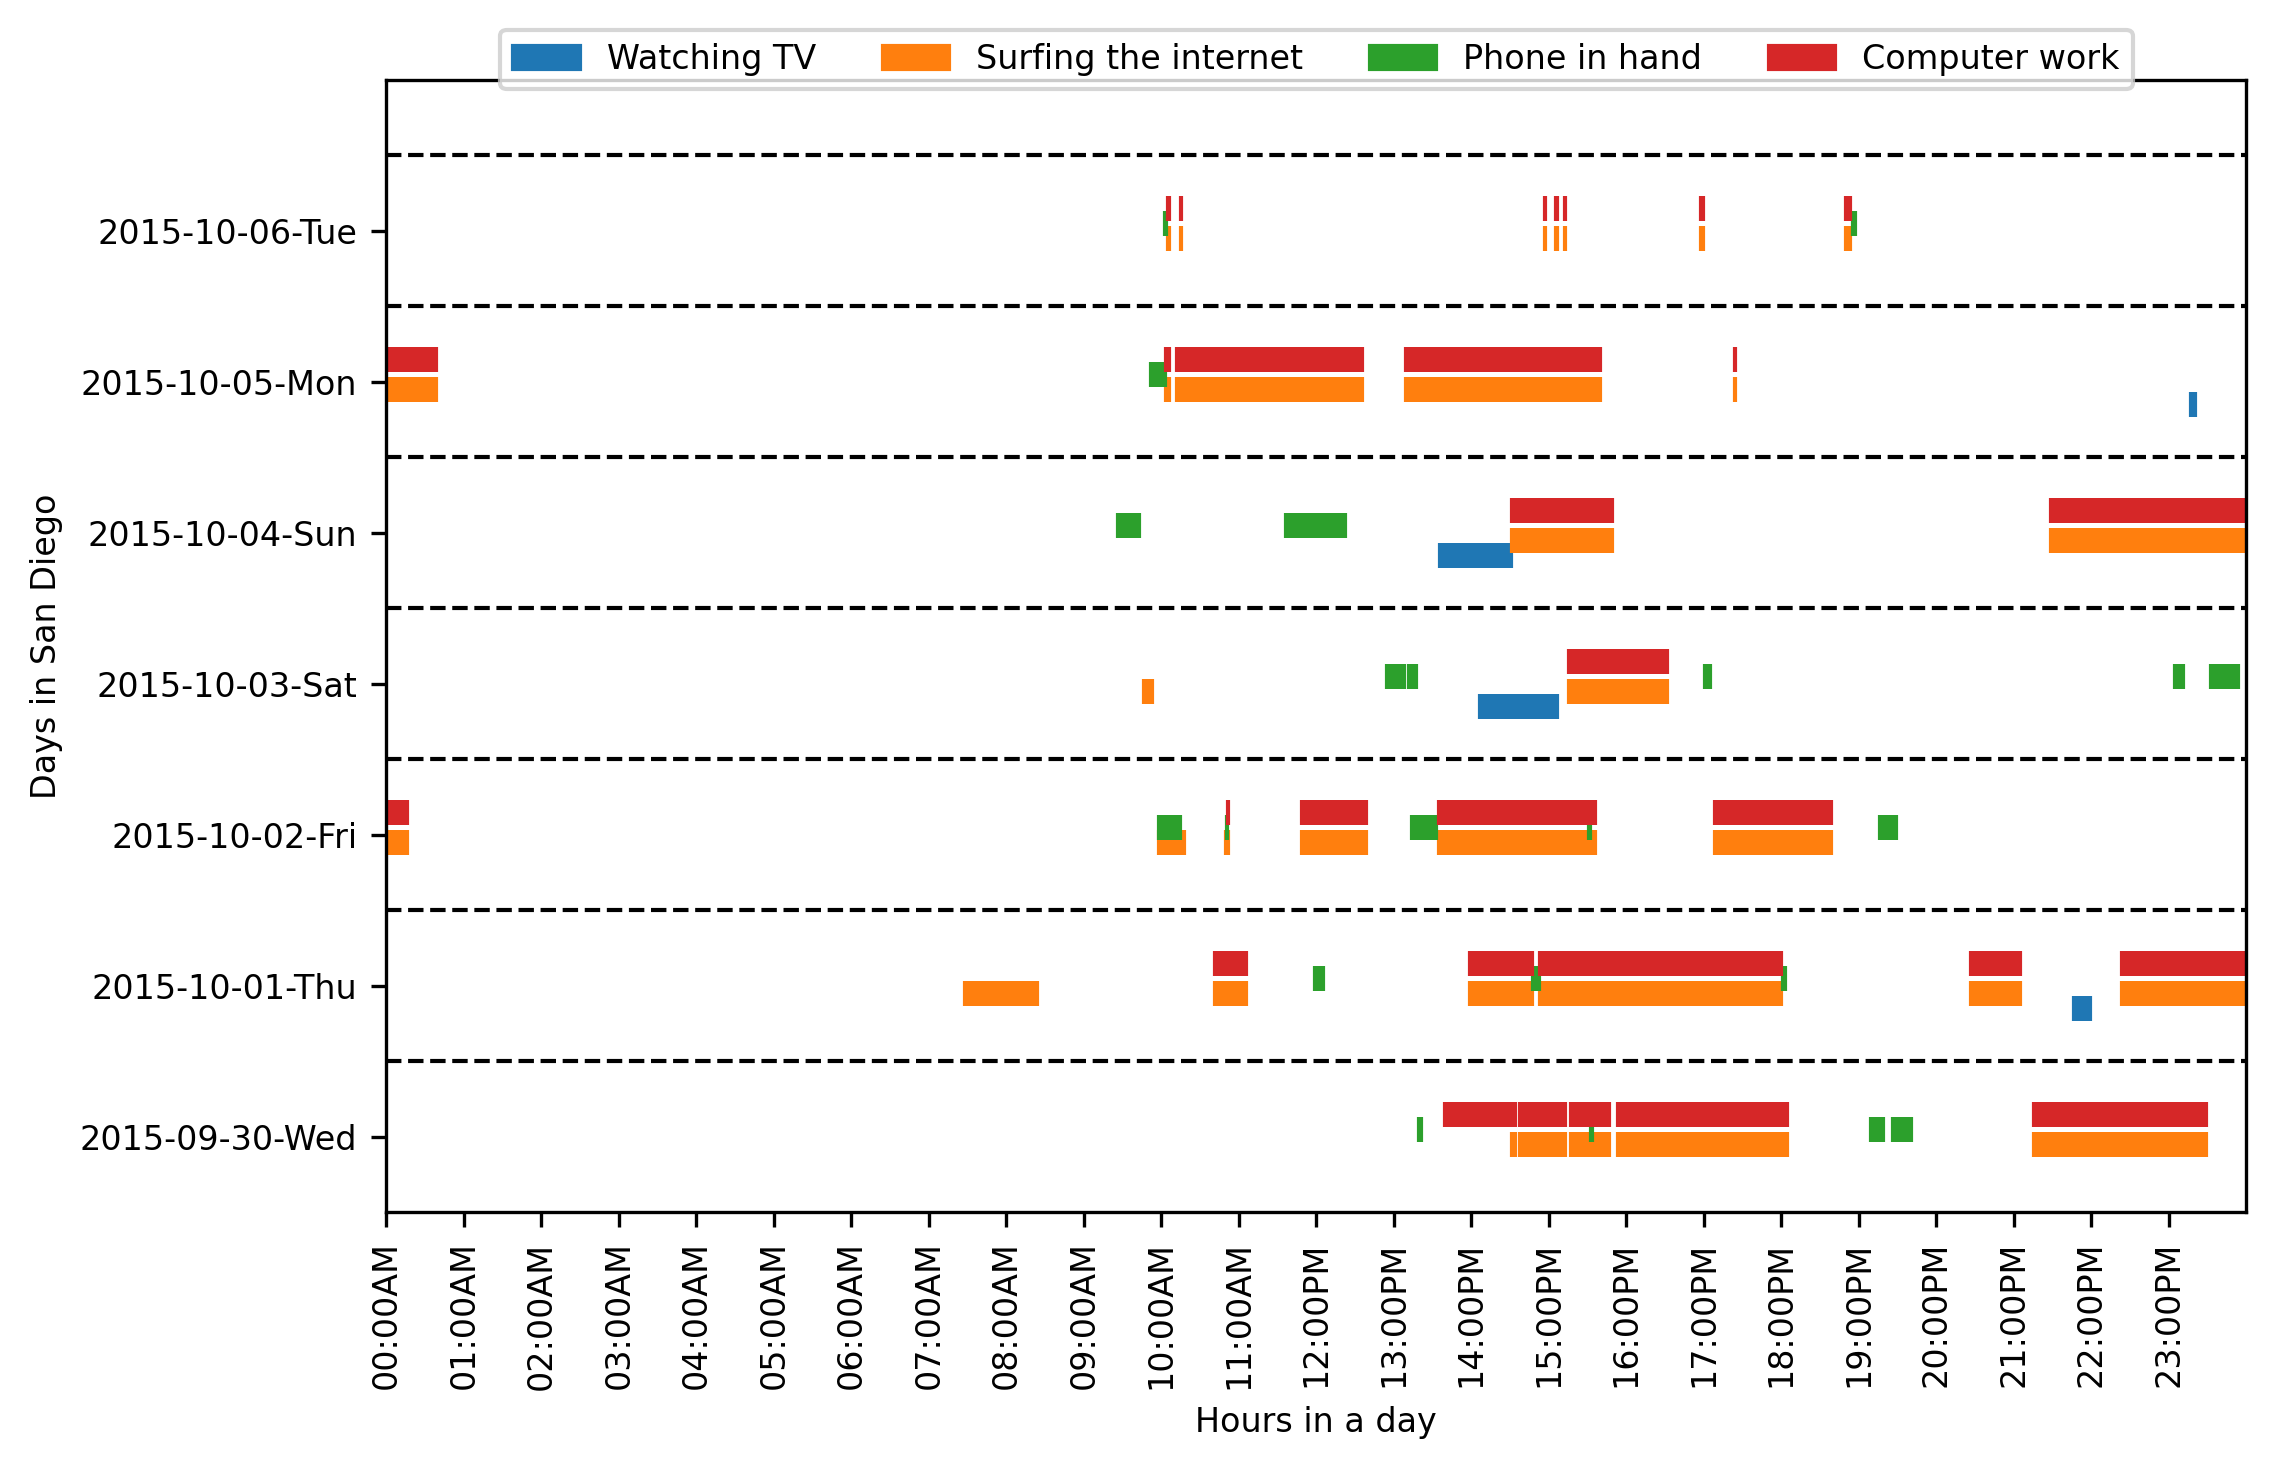 Watching TV Surfing the internet Phone in hand Computer work
2015-10-06-Tue
2015-10-05-Mon
2015-10-04-Sun
2015-10-03-Sat
2015-10-02-Fri
2015-10-01-Thu
2015-09-30-Wed
Days in San Diego
00:00AM
01:00AM
02:00AM
03:00AM
04:00AM
05:00AM
06:00AM
07:00AM
08:00AM
09:00AM
10:00AM
11:00AM
12:00PM
13:00PM
14:00PM
15:00PM
16:00PM
17:00PM
18:00PM
19:00PM
20:00PM
21:00PM
22:00PM
23:00PM
Hours in a day